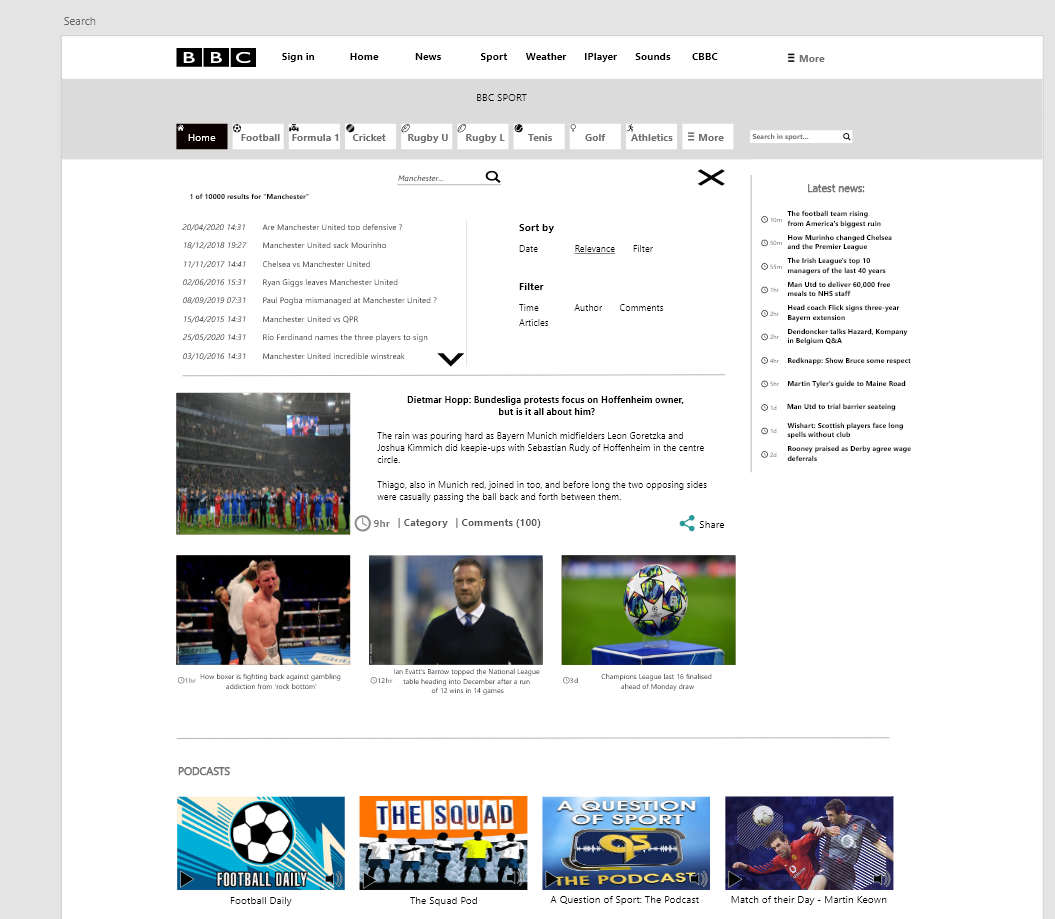 Search
BBC
Sign in Home News Sport Weather IPlayer Sounds CBBC More
BBC SPORT
Home Football Formula 1 Cricket Rugby U Rugby L Tenis Golf Athletics More Search in sport...
Manchester...
1 of 10000 results for "Manchester"
20/04/2020 14:31 Are Manchester United too defensive ?
18/12/2018 19:27 Manchester United sack Mourinho
11/11/2017 14:41 Chelsea vs Manchester United
02/06/2016 15:31 Ryan Giggs leaves Manchester United
08/09/2019 07:31 Paul Pogba mismanaged at Manchester United ?
15/04/2015 14:31 Manchester United vs QPR
25/05/2020 14:31 Rio Ferdinand names the three players to sign
03/10/2016 14:31 Manchester United incredible winstreak
Sort by
Date Relevance Filter
Filter
Time Author Comments
Articles
Latest news:
10m The football team rising
from America's biggest ruin
50m How Murinho changed Chelsea
and the Premier League
55m The Irish League's top 10
managers of the last 40 years
1hr Man Utd to deliver 60,000 free
meals to NHS staff
2hr Head coach Flick signs three-year
Bayern extension
2hr Dendoncker talks Hazard, Kompany
in Belgium Q&A
4hr Redknapp: Show Bruce some respect
5hr Martin Tyler's guide to Maine Road
1d Man Utd to trial barrier seateing
1d Wishart: Scottish players face long
spells without club
2d Rooney praised as Derby agree wage
deferrals
Dietmar Hopp: Bundesliga protests focus on Hoffenheim owner,
but is it all about him?
The rain was pouring hard as Bayern Munich midfielders Leon Goretzka and
Joshua Kimmich did keepie-ups with Sebastian Rudy of Hoffenheim in the centre
circle.
Thiago, also in Munich red, joined in too, and before long the two opposing sides
were casually passing the ball back and forth between them.
9hr | Category | Comments (100) Share
1hr How boxer is fighting back against gambling
addiction from 'rock bottom'
12hr Ian Evatt's Barrow topped the National League
table heading into December after a run
of 12 wins in 14 games
3d Champions League last 16 finalised
ahead of Monday draw
PODCASTS
FOOTBALL DAILY
THE SQUAD
A QUESTION
OF SPORT
qs
THE PODCAST
Football Daily
The Squad Pod
A Question of Sport: The Podcast
Match of their Day - Martin Keown